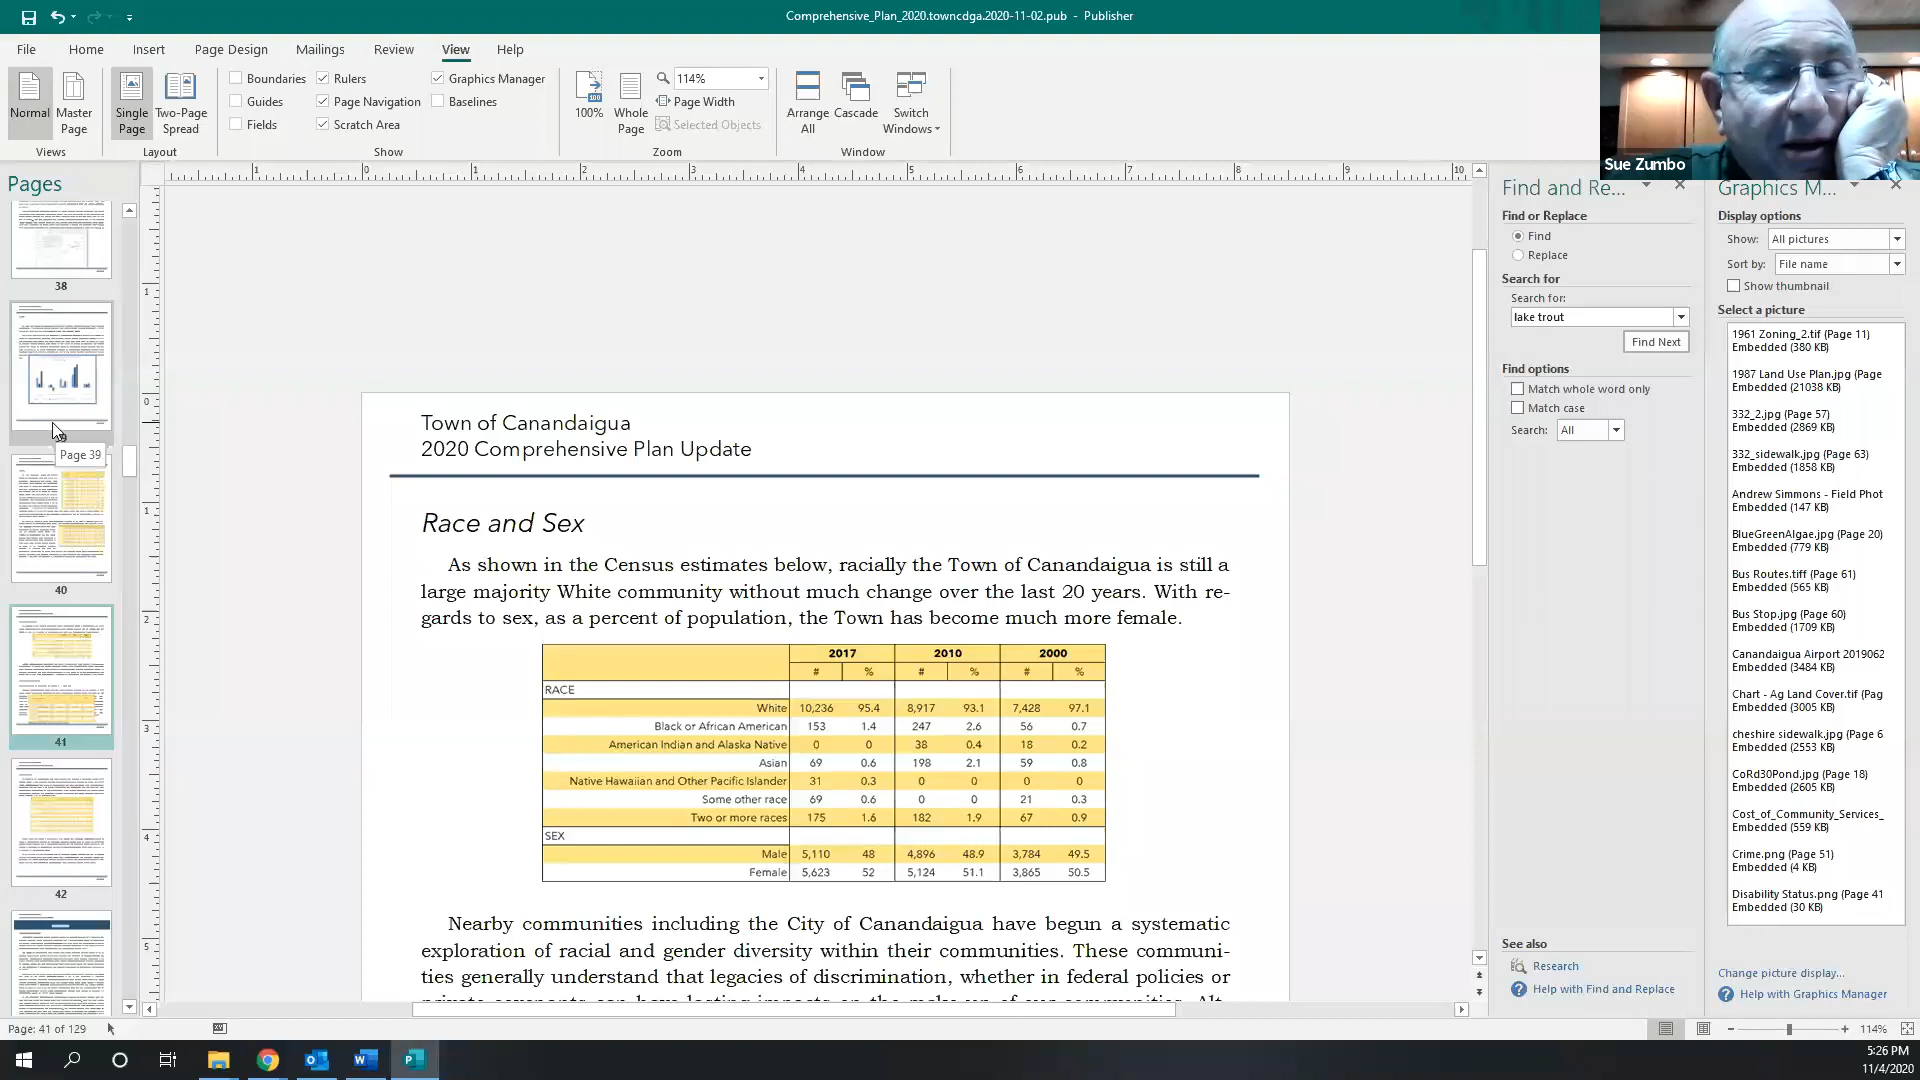 Comprehensive_Plan_2020.towncdga.2020-11-02.pub - Publisher
File Home Insert Page Design Mailings Review View Help
Normal
Master Page
Views
Single Page
Two-Page Spread
Layout
Boundaries
Guides
Fields
Rulers
Page Navigation
Scratch Area
Graphics Manager
Baselines
Show
100%
Whole Page
114%
Page Width
Selected Objects
Zoom
Arrange All
Cascade
Switch Windows
Window
Sue Zumbo
Pages
38
Page 39
40
41
42
1 0 1 2 3 4 5 6 7 8 9 10
1
0
1
2
3
4
5
Town of Canandaigua
2020 Comprehensive Plan Update
Race and Sex
As shown in the Census estimates below, racially the Town of Canandaigua is still a
large majority White community without much change over the last 20 years. With re-
gards to sex, as a percent of population, the Town has become much more female.
2017 2010 2000
# % # % # %
RACE
White 10,236 95.4 8,917 93.1 7,428 97.1
Black or African American 153 1.4 247 2.6 56 0.7
American Indian and Alaska Native 0 0 38 0.4 18 0.2
Asian 69 0.6 198 2.1 59 0.8
Native Hawaiian and Other Pacific Islander 31 0.3 0 0 0 0
Some other race 69 0.6 0 0 21 0.3
Two or more races 175 1.6 182 1.9 67 0.9
SEX
Male 5,110 48 4,896 48.9 3,784 49.5
Female 5,623 52 5,124 51.1 3,865 50.5
Nearby communities including the City of Canandaigua have begun a systematic
exploration of racial and gender diversity within their communities. These communi-
ties generally understand that legacies of discrimination, whether in federal policies or
Find and Re...
Find or Replace
Find
Replace
Search for
Search for:
lake trout
Find Next
Find options
Match whole word only
Match case
Search: All
See also
Research
Help with Find and Replace
Graphics M...
Display options
Show: All pictures
Sort by: File name
Show thumbnail
Select a picture
1961 Zoning_2.tif (Page 11)
Embedded (380 KB)
1987 Land Use Plan.jpg (Page
Embedded (21038 KB)
332_2.jpg (Page 57)
Embedded (2869 KB)
332_sidewalk.jpg (Page 63)
Embedded (1858 KB)
Andrew Simmons - Field Phot
Embedded (147 KB)
BlueGreenAlgae.jpg (Page 20)
Embedded (779 KB)
Bus Routes.tiff (Page 61)
Embedded (565 KB)
Bus Stop.jpg (Page 60)
Embedded (1709 KB)
Canandaigua Airport 2019062
Embedded (3484 KB)
Chart - Ag Land Cover.tif (Pag
Embedded (3005 KB)
cheshire sidewalk.jpg (Page 6
Embedded (2553 KB)
CoRd30Pond.jpg (Page 18)
Embedded (2605 KB)
Cost_of_Community_Services_
Embedded (559 KB)
Crime.png (Page 51)
Embedded (4 KB)
Disability Status.png (Page 41
Embedded (30 KB)
Change picture display...
Help with Graphics Manager
Page: 41 of 129
114%
5:26 PM
11/4/2020